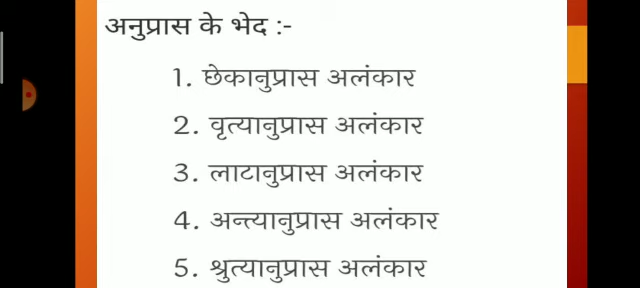 अनुप्रास के भेद :-
1. छेकानुप्रास अलंकार
2. वृत्यानुप्रास अलंकार
3. लाटानुप्रास अलंकार
4. अन्त्यानुप्रास अलंकार
5. श्रुत्यानुप्रास अलंकार